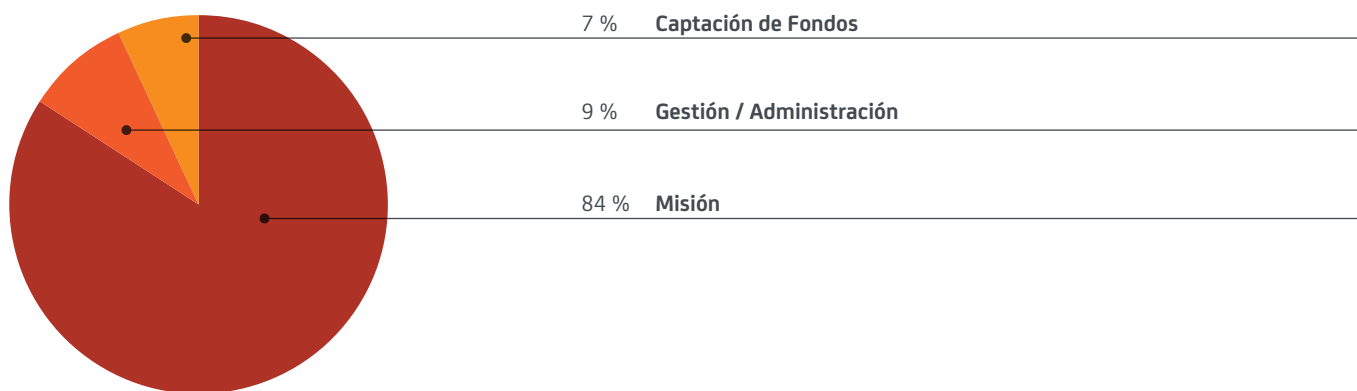 7 % Captación de Fondos
9 % Gestión / Administración
84 % Misión